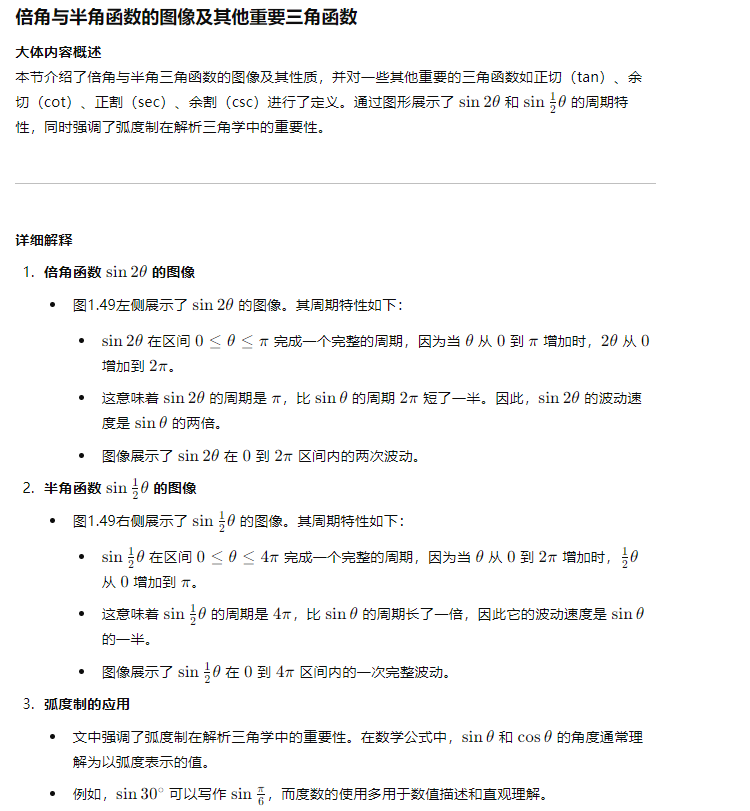 倍角与半角函数的图像及其他重要三角函数
大体内容概述
本节介绍了倍角与半角三角函数的图像及其性质，并对一些其他重要的三角函数如正切（tan）、余
切（cot）、正割（sec）、余割（csc）进行了定义。通过图形展示了 sin 2θ 和 sin ½θ 的周期特
性，同时强调了弧度制在解析三角学中的重要性。
详细解释
1. 倍角函数 sin 2θ 的图像
• 图1.49左侧展示了 sin 2θ 的图像。其周期特性如下：
• sin 2θ 在区间 0 ≤ θ ≤ π 完成一个完整的周期，因为当 θ 从 0 到 π 增加时，2θ 从 0
增加到 2π。
• 这意味着 sin 2θ 的周期是 π，比 sin θ 的周期 2π 短了一半。因此，sin 2θ 的波动速
度是 sin θ 的两倍。
• 图像展示了 sin 2θ 在 0 到 2π 区间内的两次波动。
2. 半角函数 sin ½θ 的图像
• 图1.49右侧展示了 sin ½θ 的图像。其周期特性如下：
• sin ½θ 在区间 0 ≤ θ ≤ 4π 完成一个完整的周期，因为当 θ 从 0 到 2π 增加时，½θ
从 0 增加到 π。
• 这意味着 sin ½θ 的周期是 4π，比 sin θ 的周期长了一倍，因此它的波动速度是 sin θ
的一半。
• 图像展示了 sin ½θ 在 0 到 4π 区间内的一次完整波动。
3. 弧度制的应用
• 文中强调了弧度制在解析三角学中的重要性。在数学公式中，sin θ 和 cos θ 的角度通常理
解为以弧度表示的值。
• 例如，sin 30° 可以写作 sin π/6，而度数的使用多用于数值描述和直观理解。